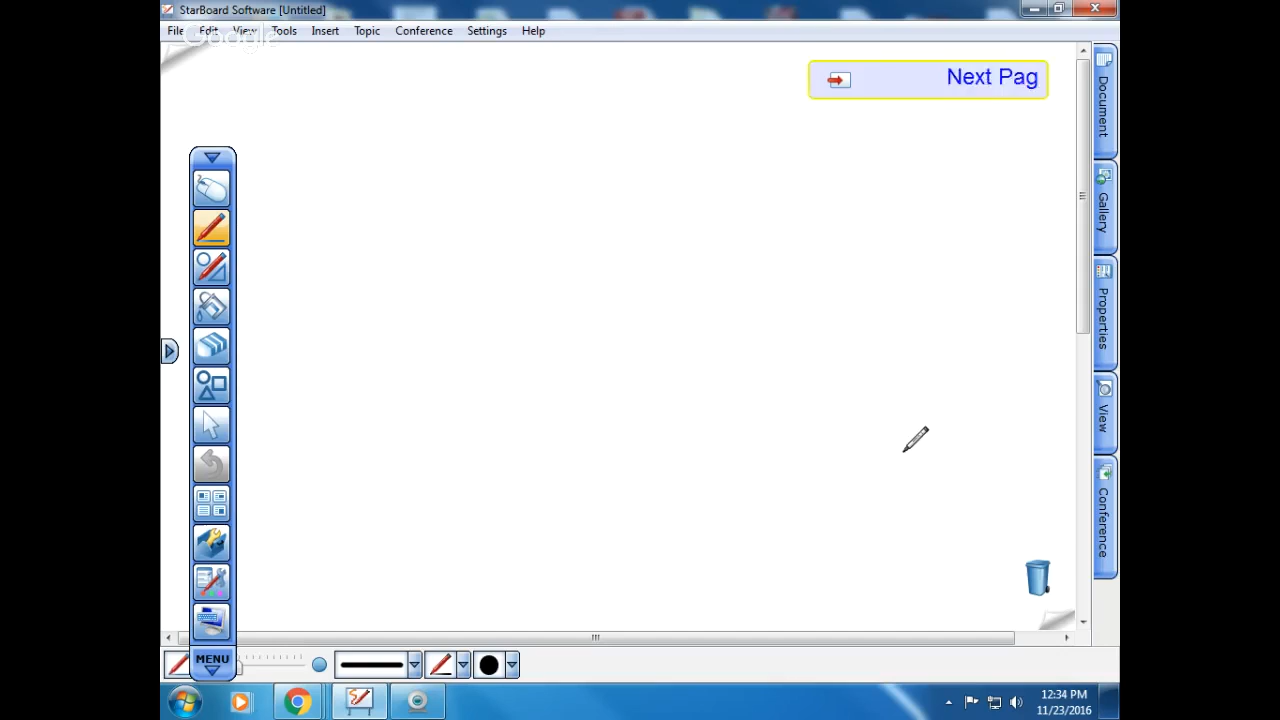 StarBoard Software [Untitled]
File Edit View Tools Insert Topic Conference Settings Help
Google
Next Pag
Document
Gallery
Properties
View
Conference
MENU
12:34 PM
11/23/2016